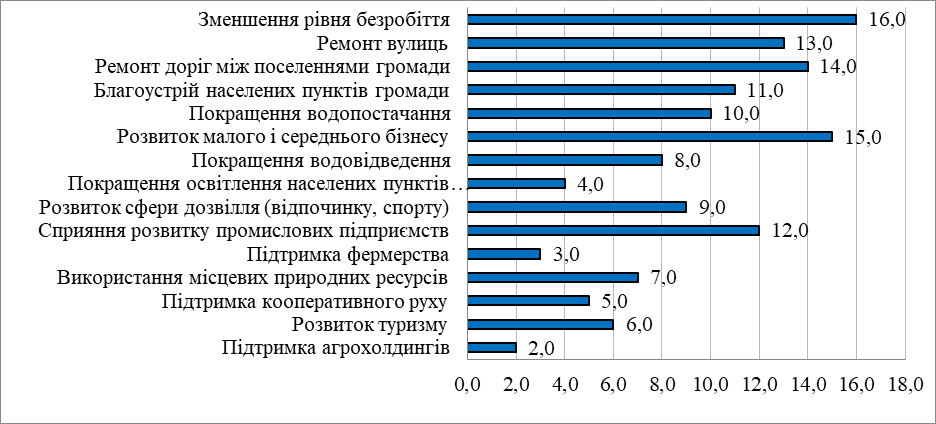 Зменшення рівня безробіття 16,0
Ремонт вулиць 13,0
Ремонт доріг між поселеннями громади 14,0
Благоустрій населених пунктів громади 11,0
Покращення водопостачання 10,0
Розвиток малого і середнього бізнесу 15,0
Покращення водовідведення 8,0
Покращення освітлення населених пунктів… 4,0
Розвиток сфери дозвілля (відпочинку, спорту) 9,0
Сприяння розвитку промислових підприємств 12,0
Підтримка фермерства 3,0
Використання місцевих природних ресурсів 7,0
Підтримка кооперативного руху 5,0
Розвиток туризму 6,0
Підтримка агрохолдингів 2,0
0,0 2,0 4,0 6,0 8,0 10,0 12,0 14,0 16,0 18,0